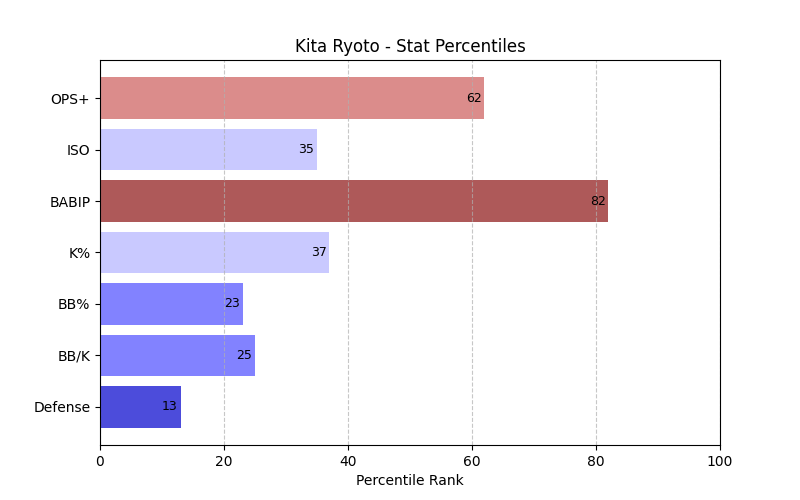 Kita Ryoto - Stat Percentiles
OPS+ 62
ISO 35
BABIP 82
K% 37
BB% 23
BB/K 25
Defense 13
0 20 40 60 80 100
Percentile Rank